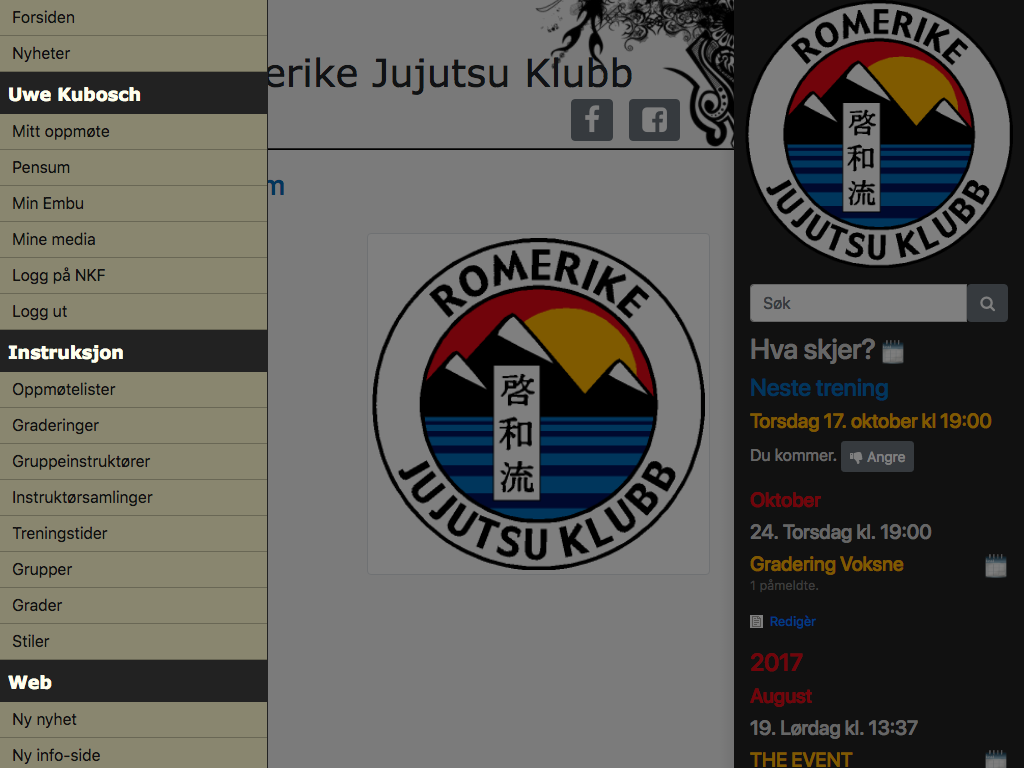 Forsiden
Nyheter
Uwe Kubosch
Mitt oppmøte
Pensum
Min Embu
Mine media
Logg på NKF
Logg ut
Instruksjon
Oppmøtelister
Graderinger
Gruppeinstruktører
Instruktørsamlinger
Treningstider
Grupper
Grader
Stiler
Web
Ny nyhet
Ny info-side
erike Jujutsu Klubb
m
ROMERIKE
啓和流
JUJUTSU KLUBB
ROMERIKE
啓和流
JUJUTSU KLUBB
Søk
Hva skjer?
Neste trening
Torsdag 17. oktober kl 19:00
Du kommer. Angre
Oktober
24. Torsdag kl. 19:00
Gradering Voksne
1 påmeldte.
Redigèr
2017
August
19. Lørdag kl. 13:37
THE EVENT